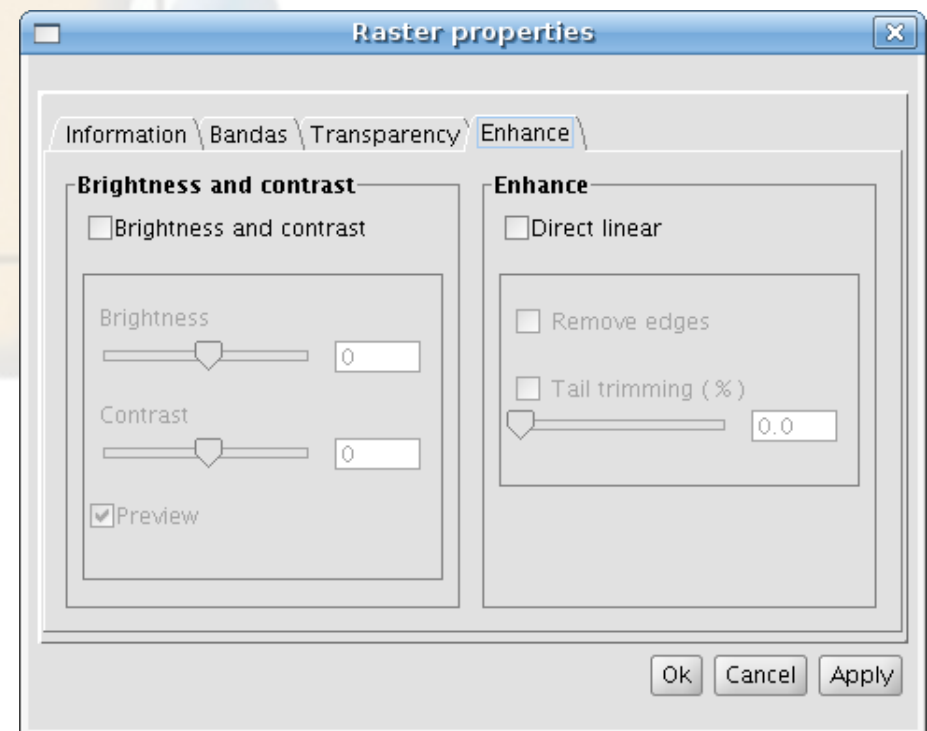 Raster properties
Information Bandas Transparency Enhance
Brightness and contrast
Brightness and contrast
Brightness
0
Contrast
0
Preview
Enhance
Direct linear
Remove edges
Tail trimming (%)
0.0
Ok Cancel Apply